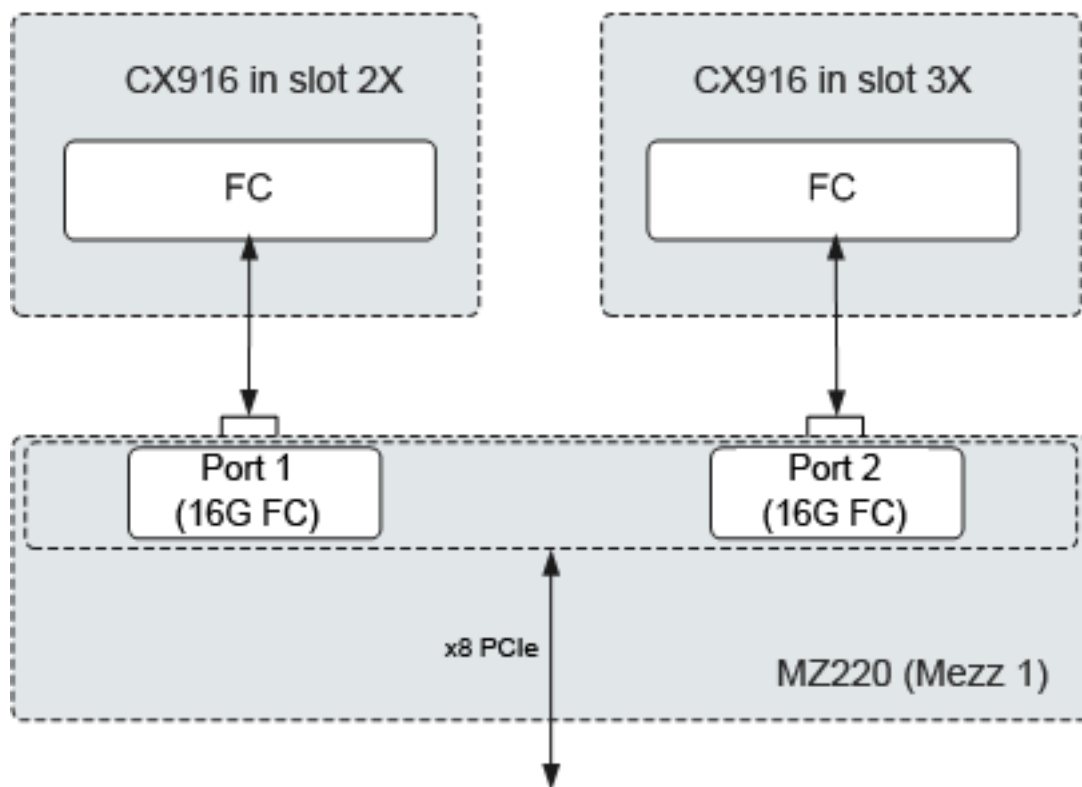 CX916 in slot 2X
CX916 in slot 3X
FC
FC
Port 1
(16G FC)
Port 2
(16G FC)
x8 PCIe
MZ220 (Mezz 1)